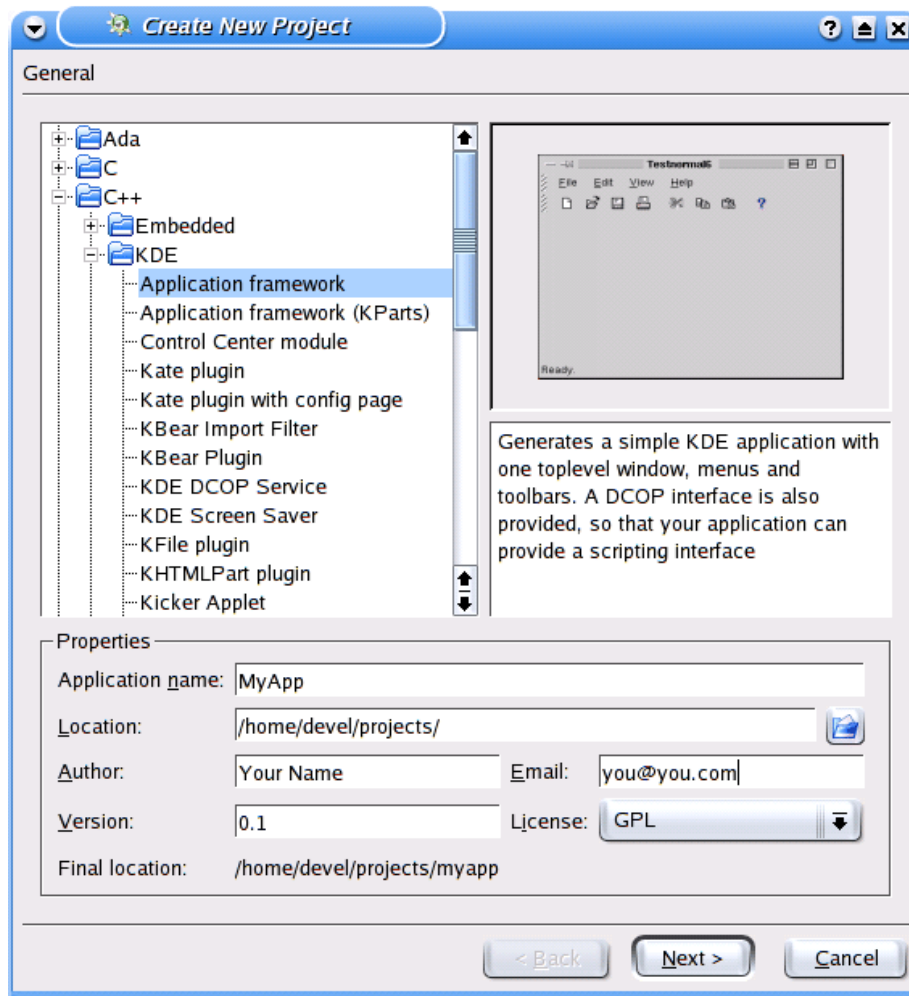 Create New Project
General
Ada
C
C++
Embedded
KDE
Application framework
Application framework (KParts)
Control Center module
Kate plugin
Kate plugin with config page
KBear Import Filter
KBear Plugin
KDE DCOP Service
KDE Screen Saver
KFile plugin
KHTMLPart plugin
Kicker Applet
Testnormal6
File Edit View Help
Ready.
Generates a simple KDE application with
one toplevel window, menus and
toolbars. A DCOP interface is also
provided, so that your application can
provide a scripting interface
Properties
Application name: MyApp
Location: /home/devel/projects/
Author: Your Name Email: you@you.com
Version: 0.1 License: GPL
Final location: /home/devel/projects/myapp
< Back Next > Cancel